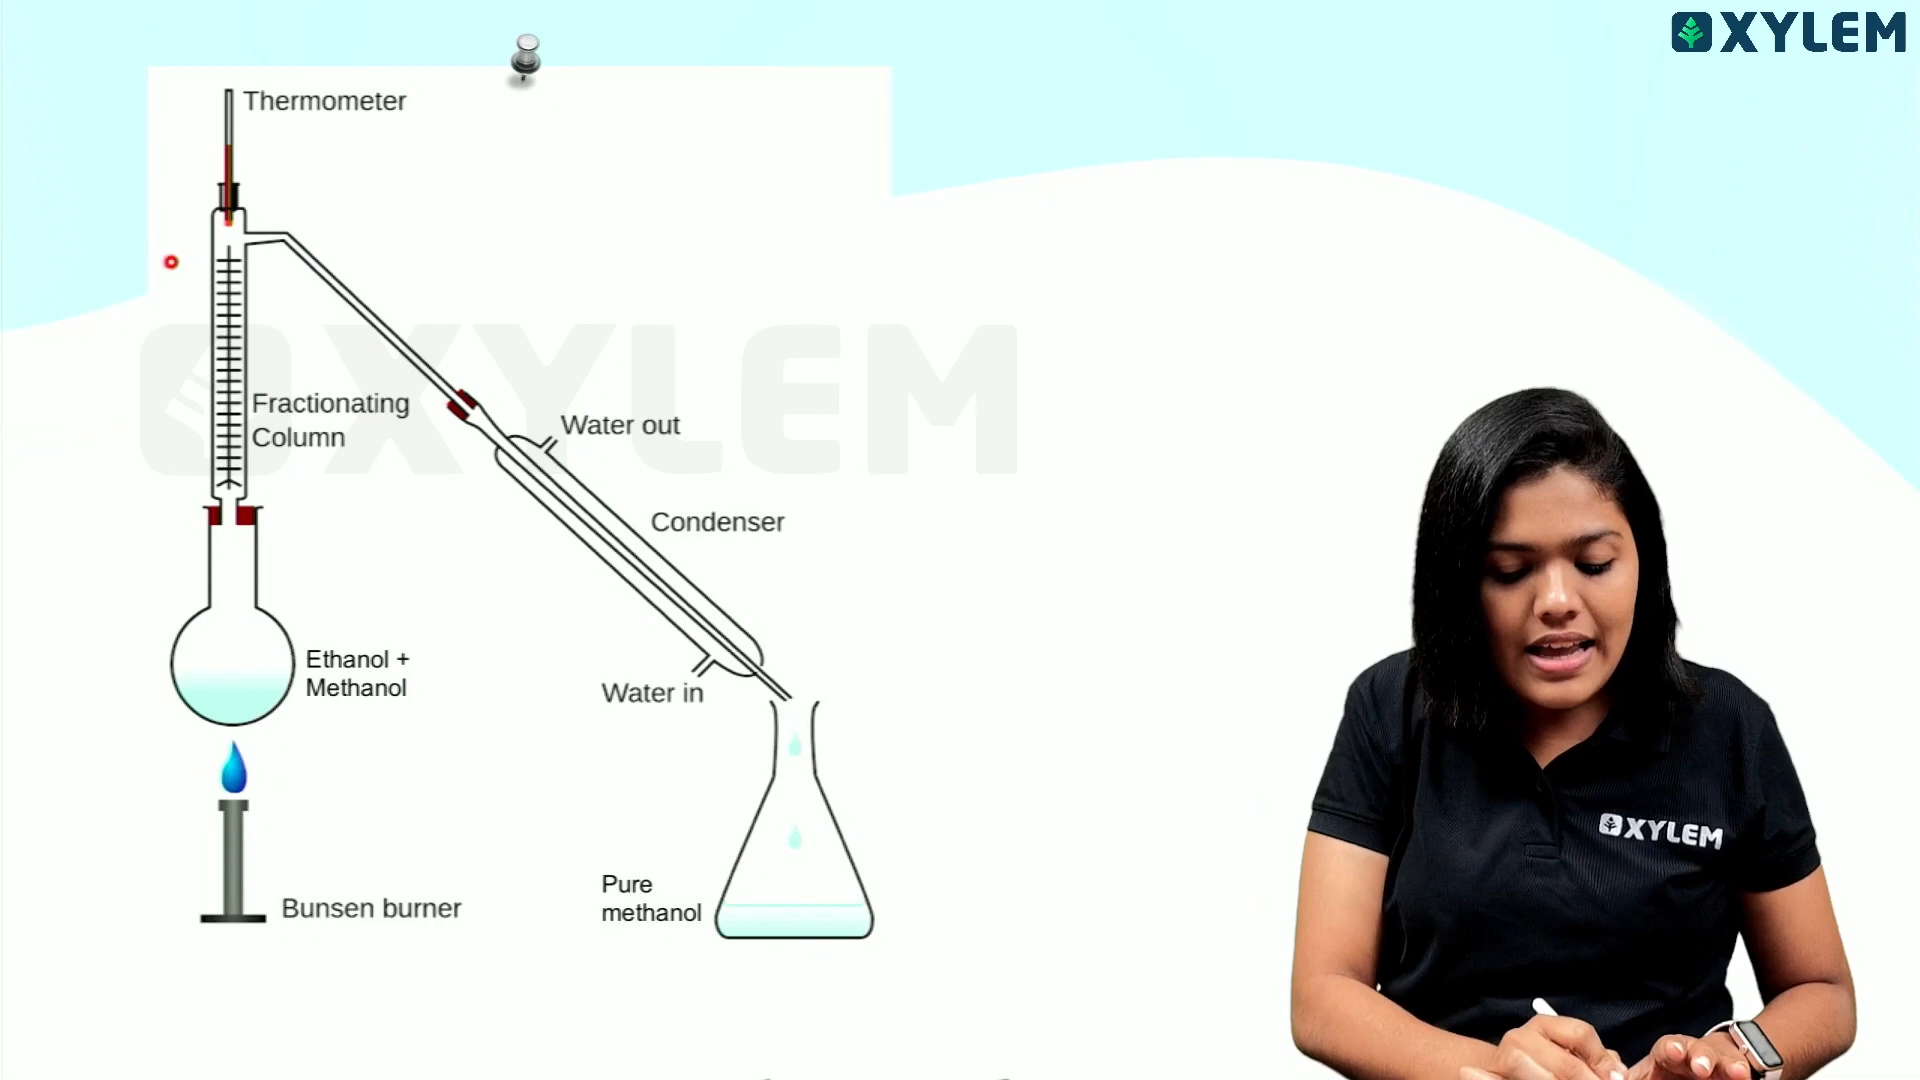 XYLEM
Thermometer
XYLEM
Fractionating
Column
Water out
Condenser
Ethanol +
Methanol
Water in
XYLEM
Pure
methanol
Bunsen burner